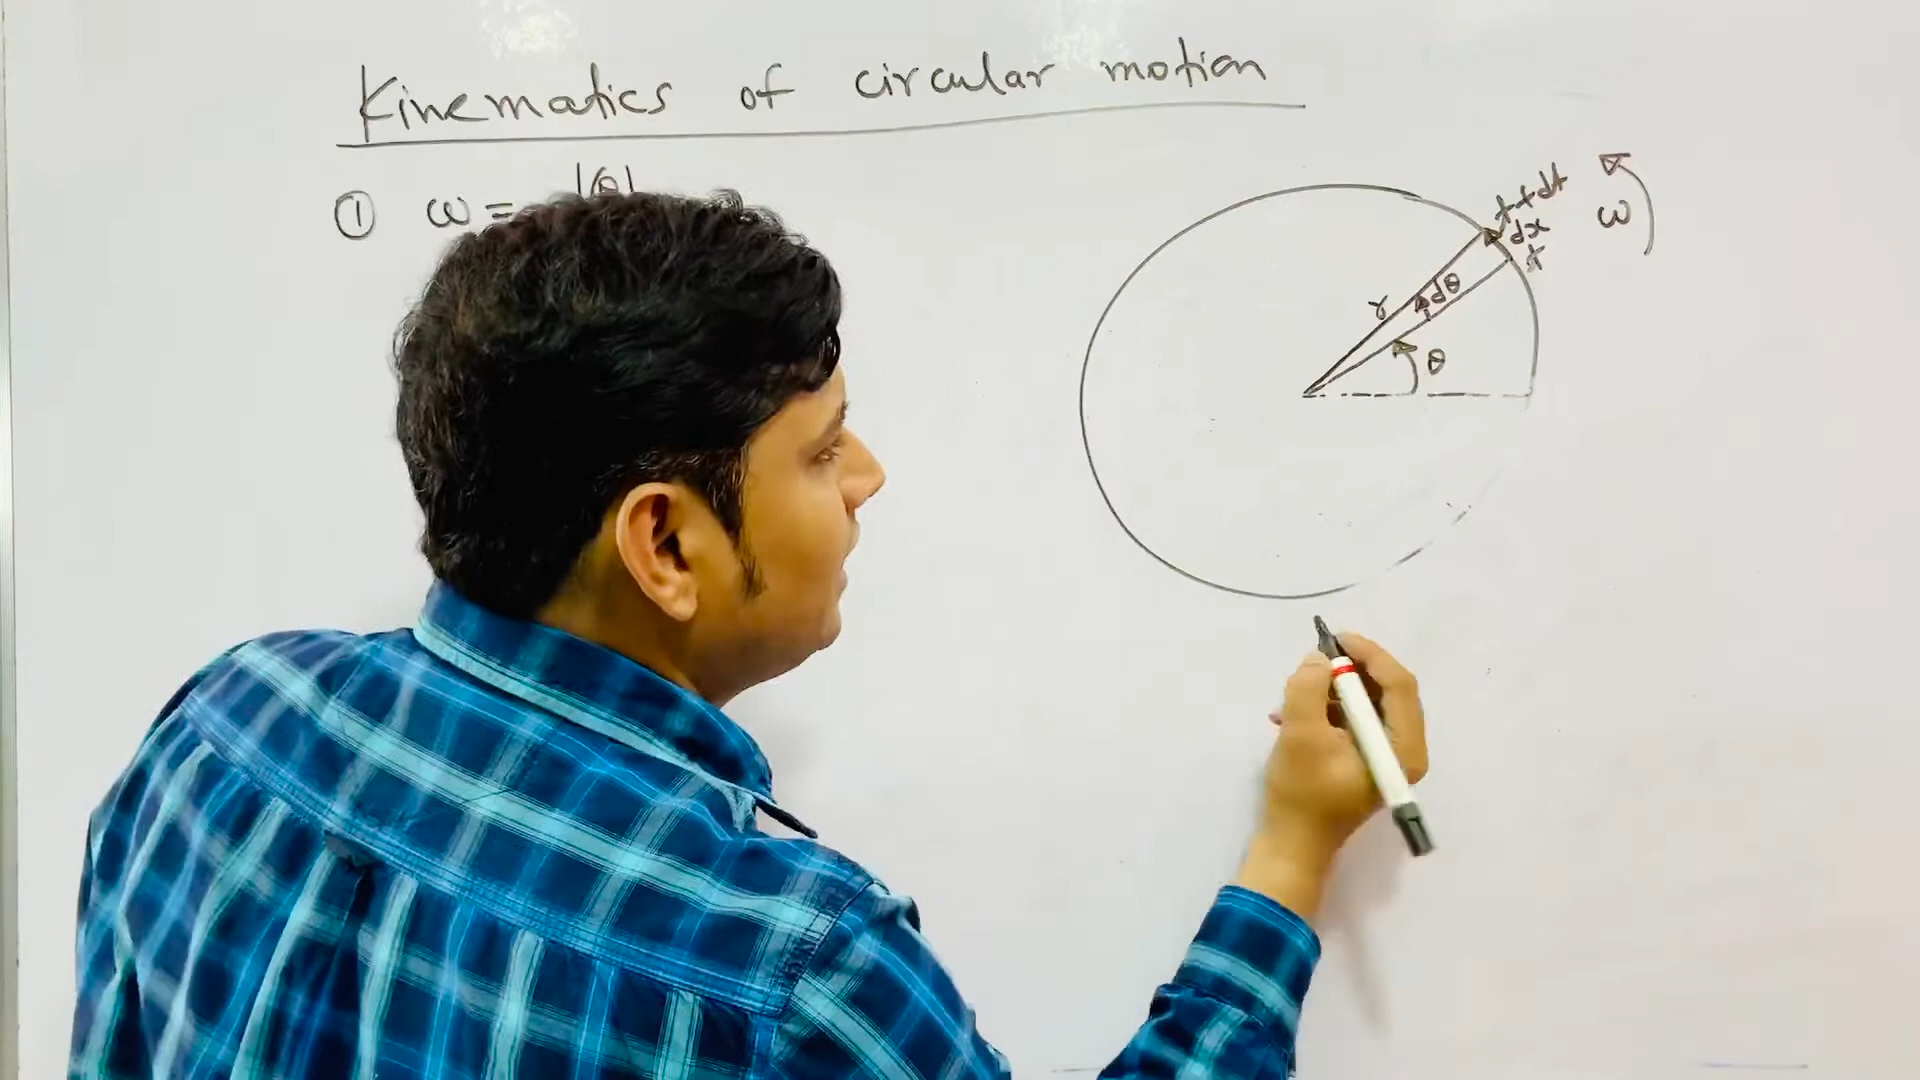 Kinematics of circular motion
① ω = |θ|
t+dt
dx
t
ω
r
dθ
θ